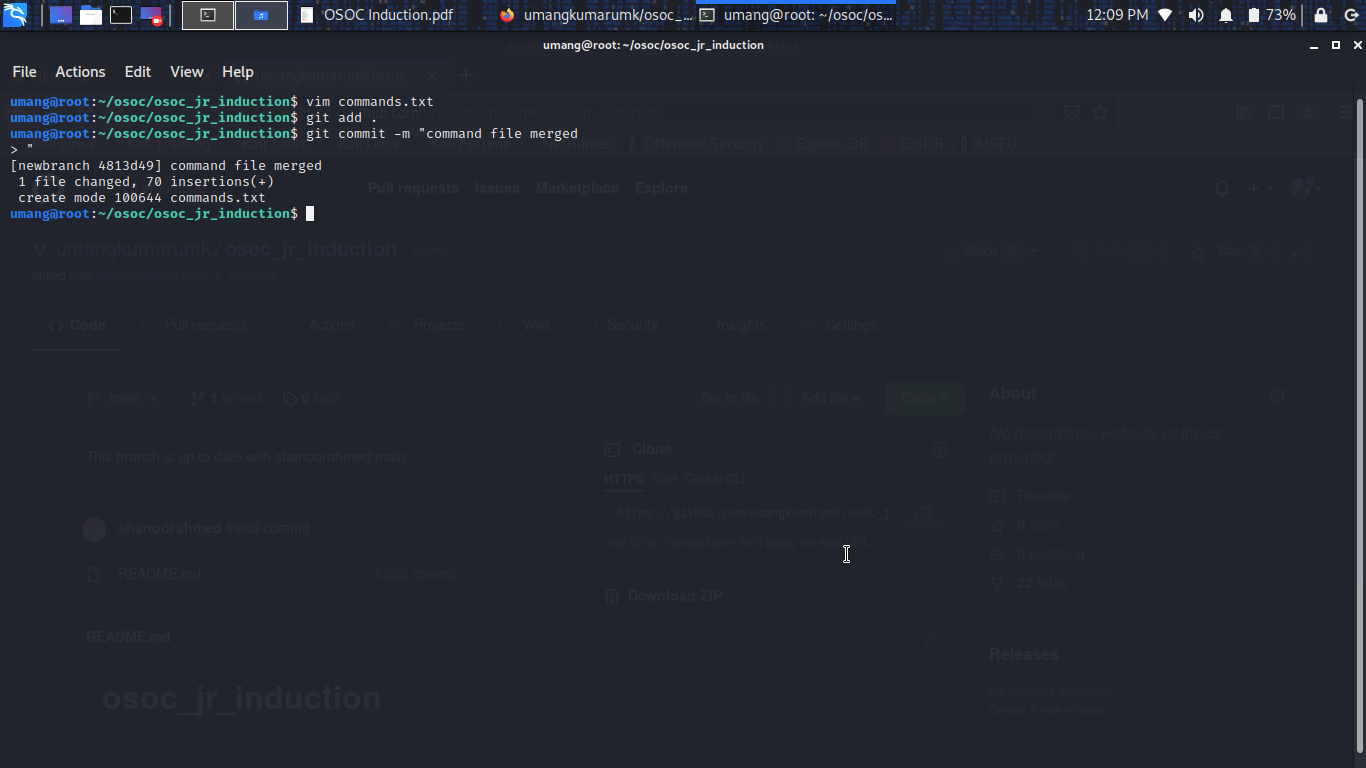 OSOC Induction.pdf
umangkumarumk/osoc_...
umang@root: ~/osoc/os...
12:09 PM
73%
umang@root: ~/osoc/osoc_jr_induction
File Actions Edit View Help
umang@root:~/osoc/osoc_jr_induction$ vim commands.txt
umang@root:~/osoc/osoc_jr_induction$ git add .
umang@root:~/osoc/osoc_jr_induction$ git commit -m "command file merged
> "
[newbranch 4813d49] command file merged
 1 file changed, 70 insertions(+)
 create mode 100644 commands.txt
umang@root:~/osoc/osoc_jr_induction$
Kali Tools Kali Docs Kali Forums Offensive Security Exploit-DB GHDB MSFU
Pull requests Issues Marketplace Explore
umangkumarumk / osoc_jr_induction Public
forked from shanoorahmed/osoc_jr_induction
Watch 0
Star 0
Code Pull requests Actions Projects Wiki Security Insights Settings
main 1 branch 0 tags Go to file Add file Code
This branch is up to date with shanoorahmed:main.
shanoorahmed Initial commit
README.md Initial commit
README.md
osoc_jr_induction
Clone
HTTPS SSH GitHub CLI
https://github.com/umangkumarumk/osoc_j
Use Git or checkout with SVN using the web URL.
Download ZIP
About
No description, website, or topics
provided.
Readme
0 stars
0 watching
22 forks
Releases
No releases published
Create a new release